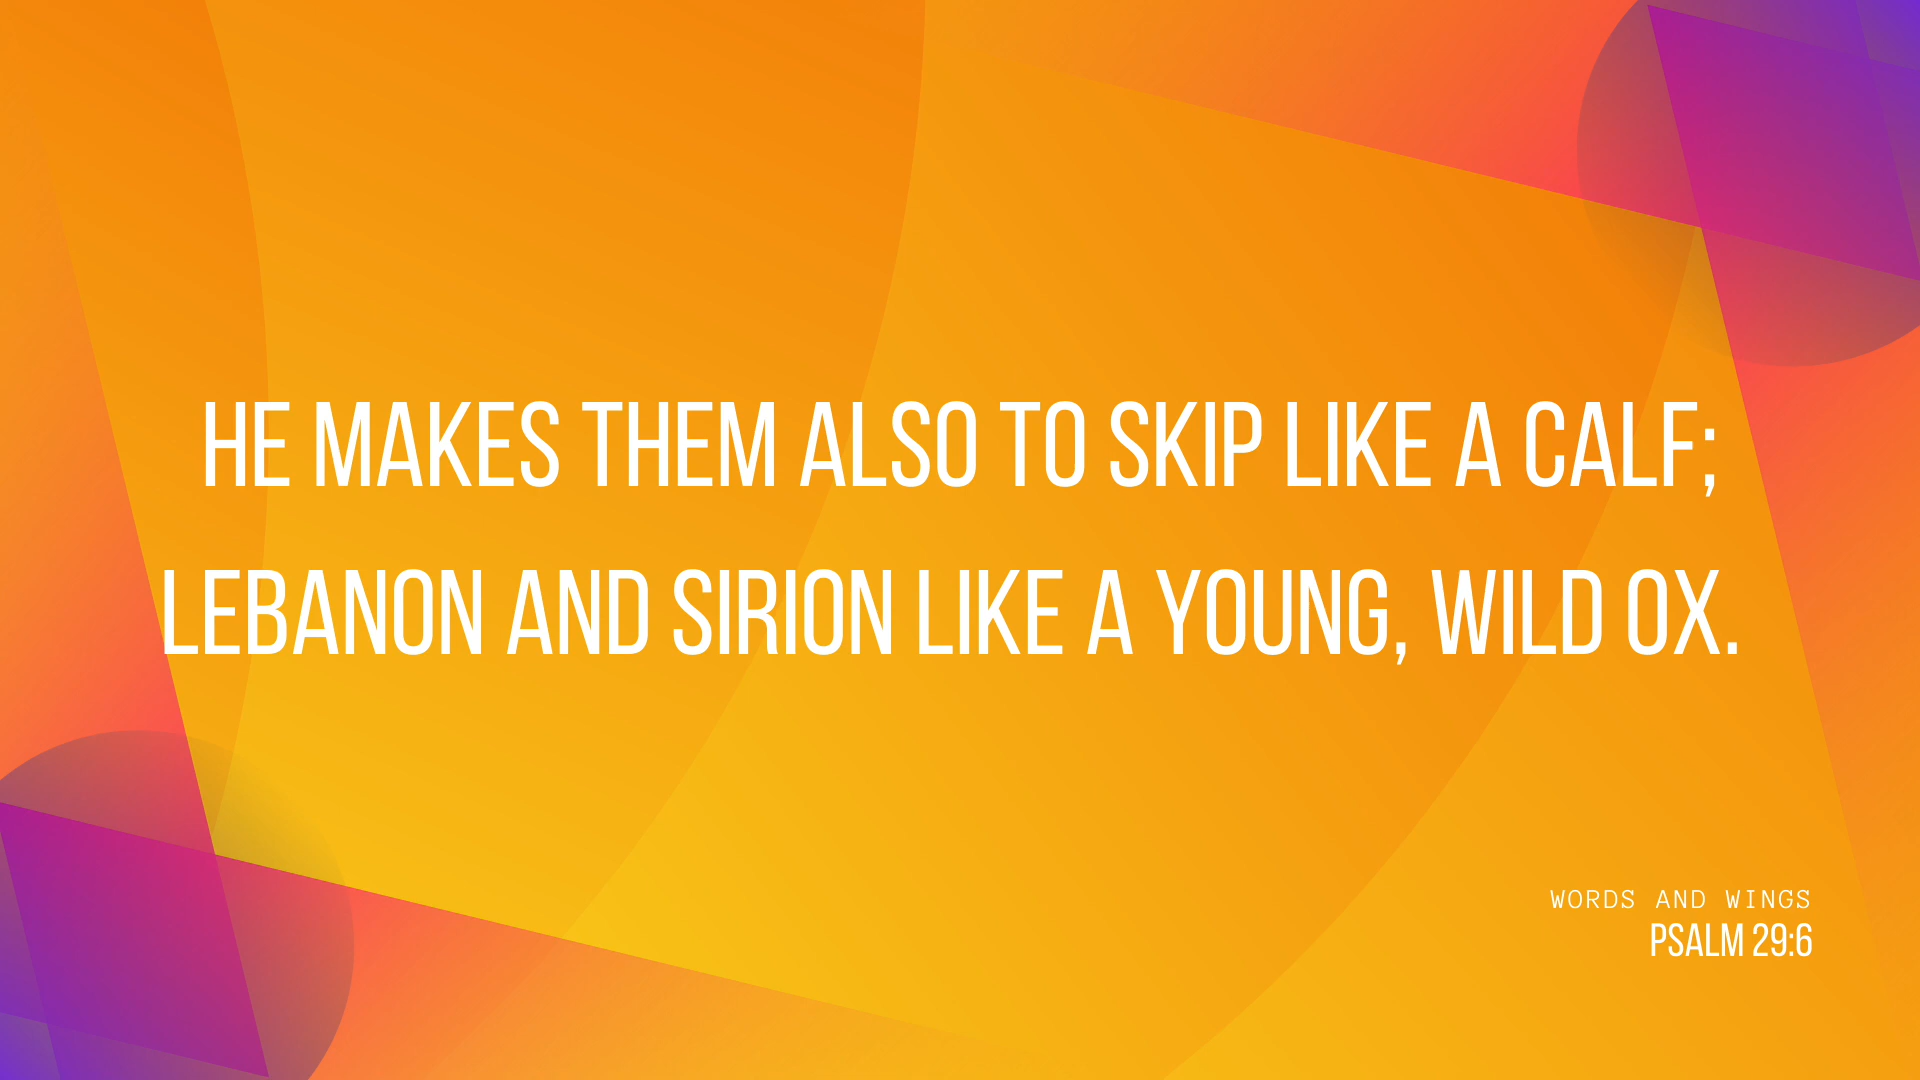 HE MAKES THEM ALSO TO SKIP LIKE A CALF;
LEBANON AND SIRION LIKE A YOUNG, WILD OX.
WORDS AND WINGS
PSALM 29:6